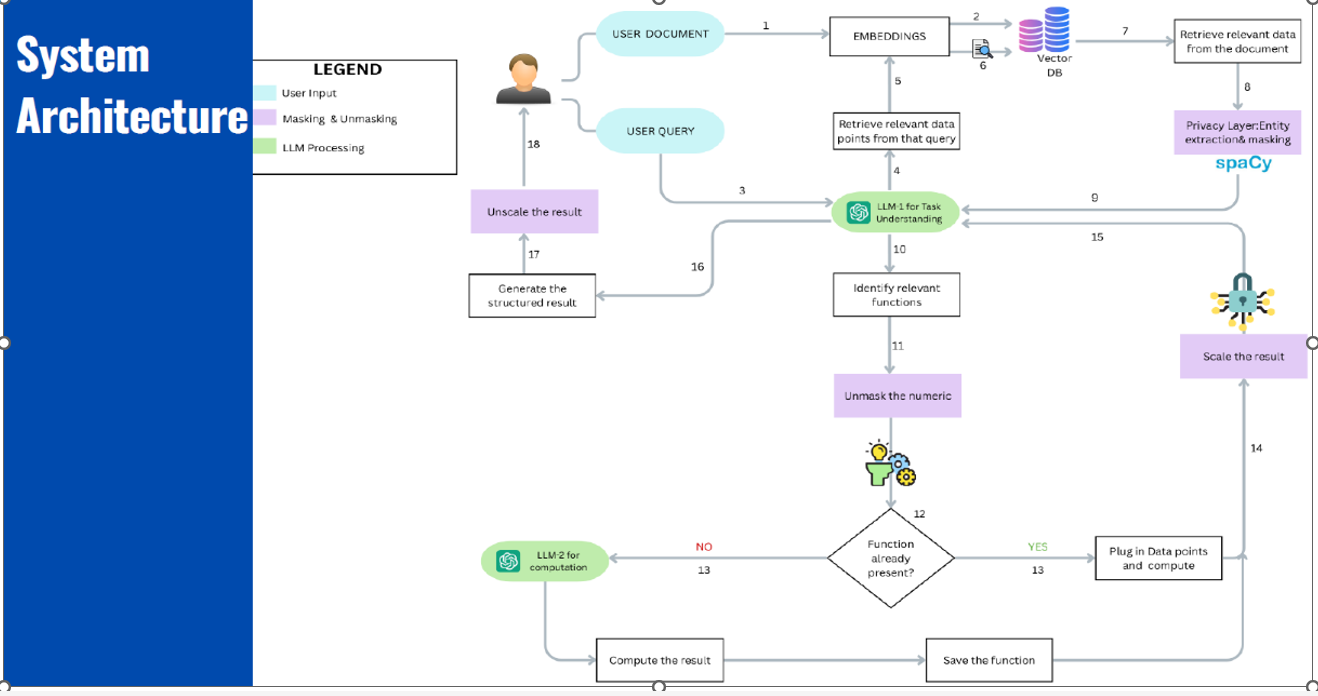 System
Architecture
LEGEND
User Input
Masking & Unmasking
LLM Processing
USER DOCUMENT
1
EMBEDDINGS
2
6
Vector
DB
7
Retrieve relevant data
from the document
8
Privacy Layer:Entity
extraction& masking
spaCy
USER QUERY
5
Retrieve relevant data
points from that query
4
3
LLM-1 for Task
Understanding
9
15
18
Unscale the result
17
Generate the
structured result
16
10
Identify relevant
functions
11
Unmask the numeric
Scale the result
14
12
Function
already
present?
NO
13
YES
13
Plug in Data points
and compute
LLM-2 for
computation
Compute the result
Save the function